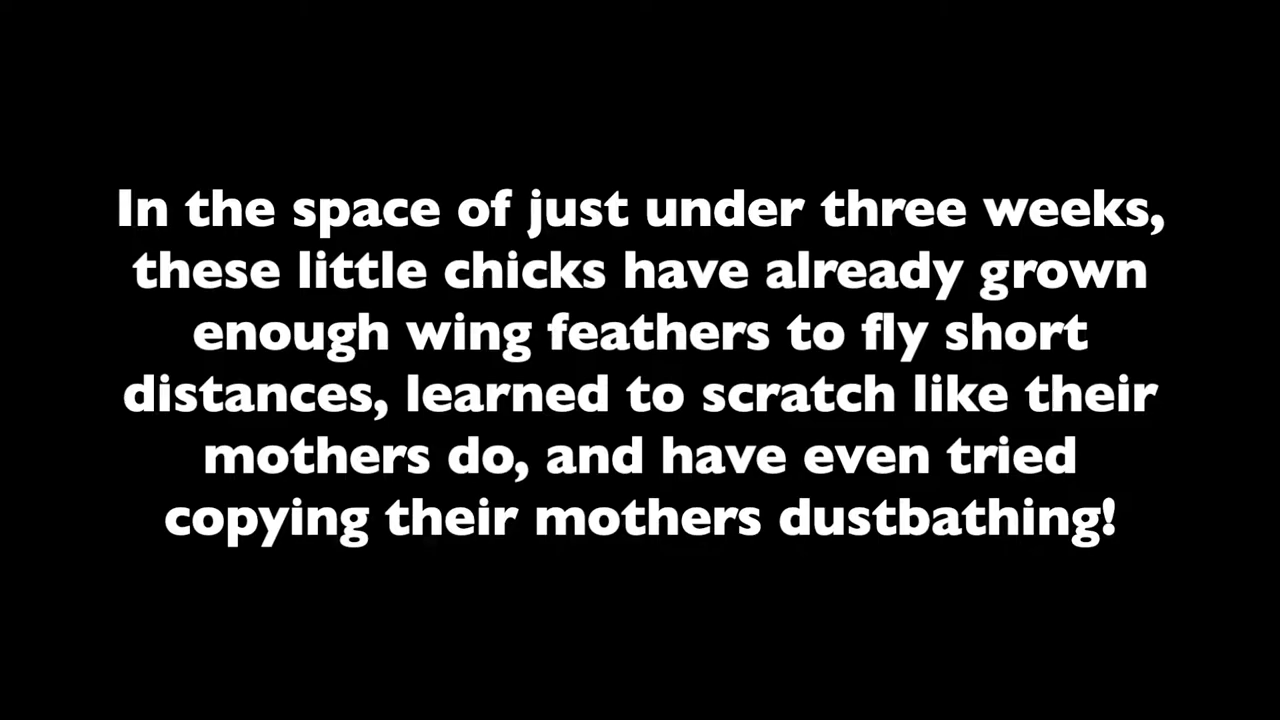 In the space of just under three weeks,
these little chicks have already grown
enough wing feathers to fly short
distances, learned to scratch like their
mothers do, and have even tried
copying their mothers dustbathing!